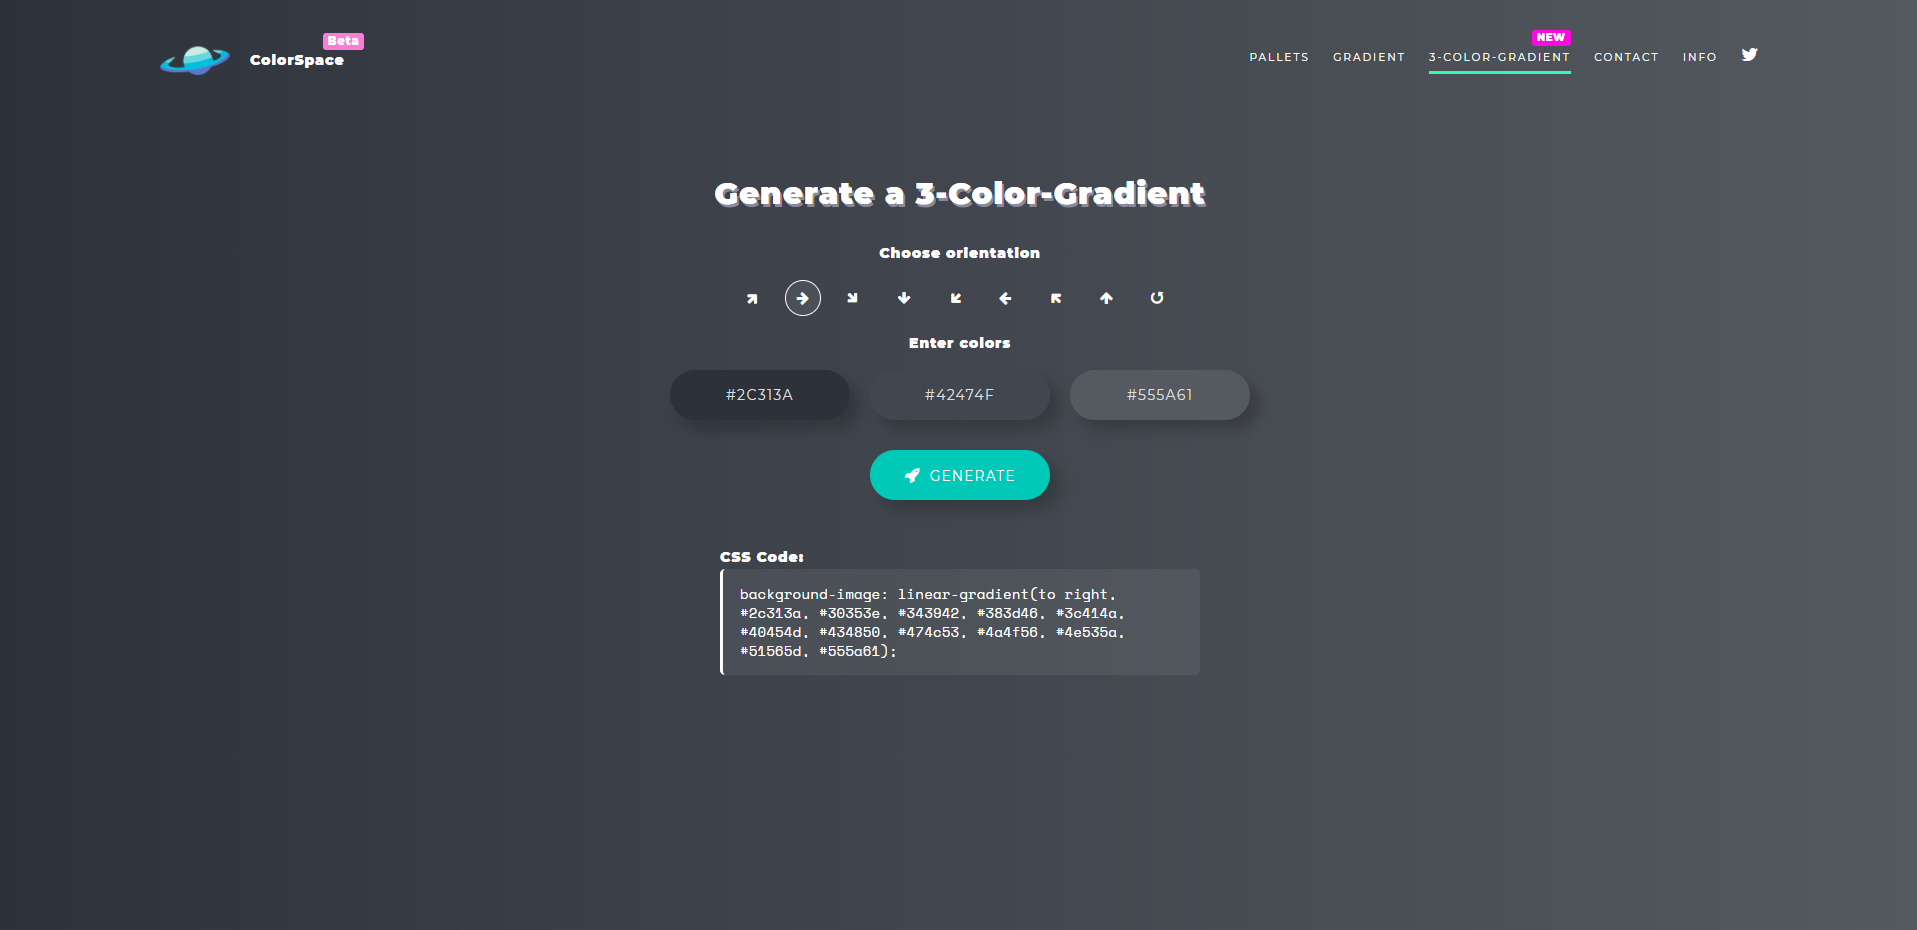 Beta
ColorSpace
NEW
PALLETS GRADIENT 3-COLOR-GRADIENT CONTACT INFO
Generate a 3-Color-Gradient
Choose orientation
Enter colors
#2C313A #42474F #555A61
GENERATE
CSS Code:
background-image: linear-gradient(to right,
#2c313a, #30353e, #343942, #383d46, #3c414a,
#40454d, #434850, #474c53, #4a4f56, #4e535a,
#51565d, #555a61);